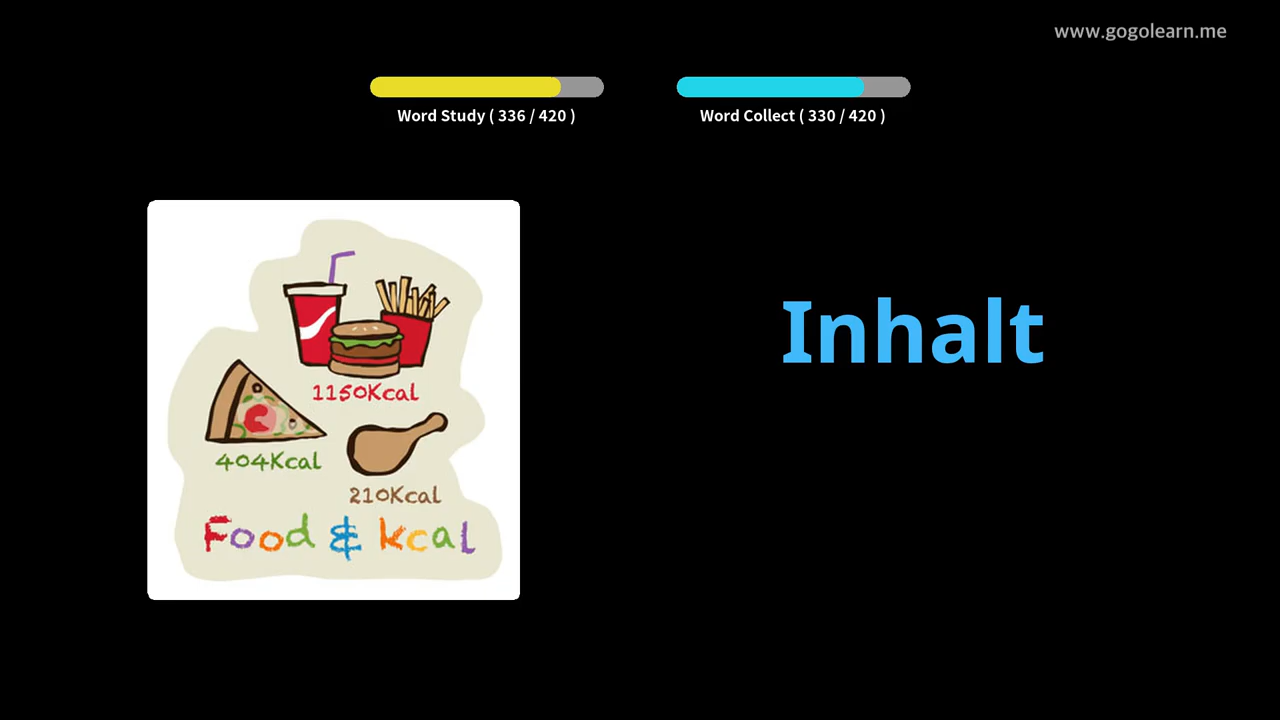 www.gogolearn.me
Word Study ( 336 / 420 )
Word Collect ( 330 / 420 )
1150Kcal
404Kcal
210Kcal
Food & kcal
Inhalt